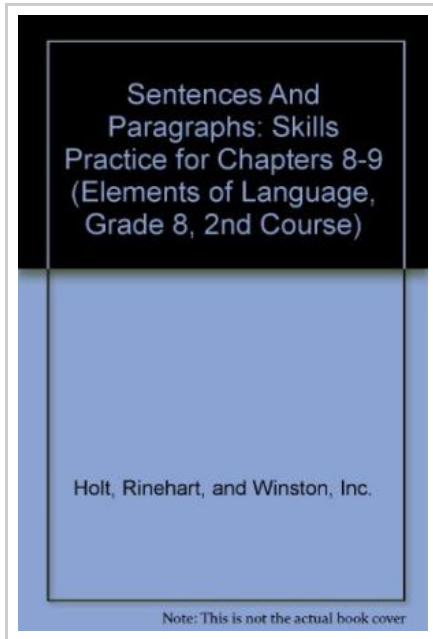 Sentences And
Paragraphs: Skills
Practice for Chapters 8-9
(Elements of Language,
Grade 8, 2nd Course)
Holt, Rinehart, and Winston, Inc.
Note: This is not the actual book cover